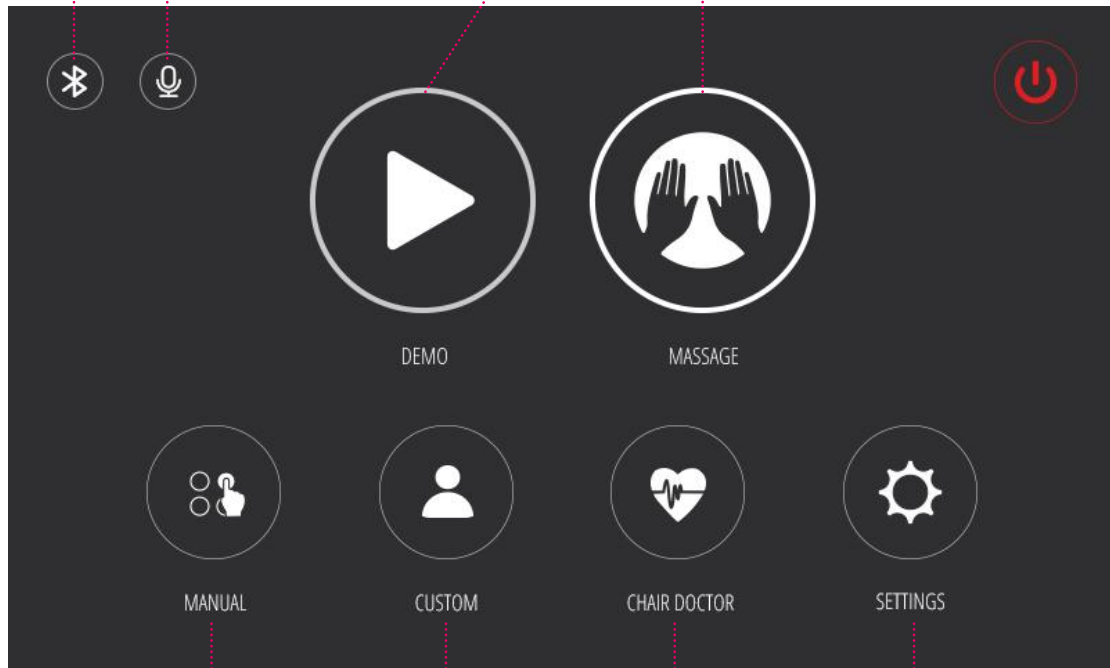 DEMO
MASSAGE
MANUAL
CUSTOM
CHAIR DOCTOR
SETTINGS